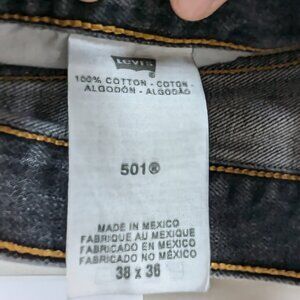 Levi's
®
100% COTTON - COTON -
ALGODÓN - ALGODÃO
501®
MADE IN MEXICO
FABRIQUE AU MEXIQUE
FABRICADO EN MEXICO
FABRICADO NO MÉXICO
38 x 36